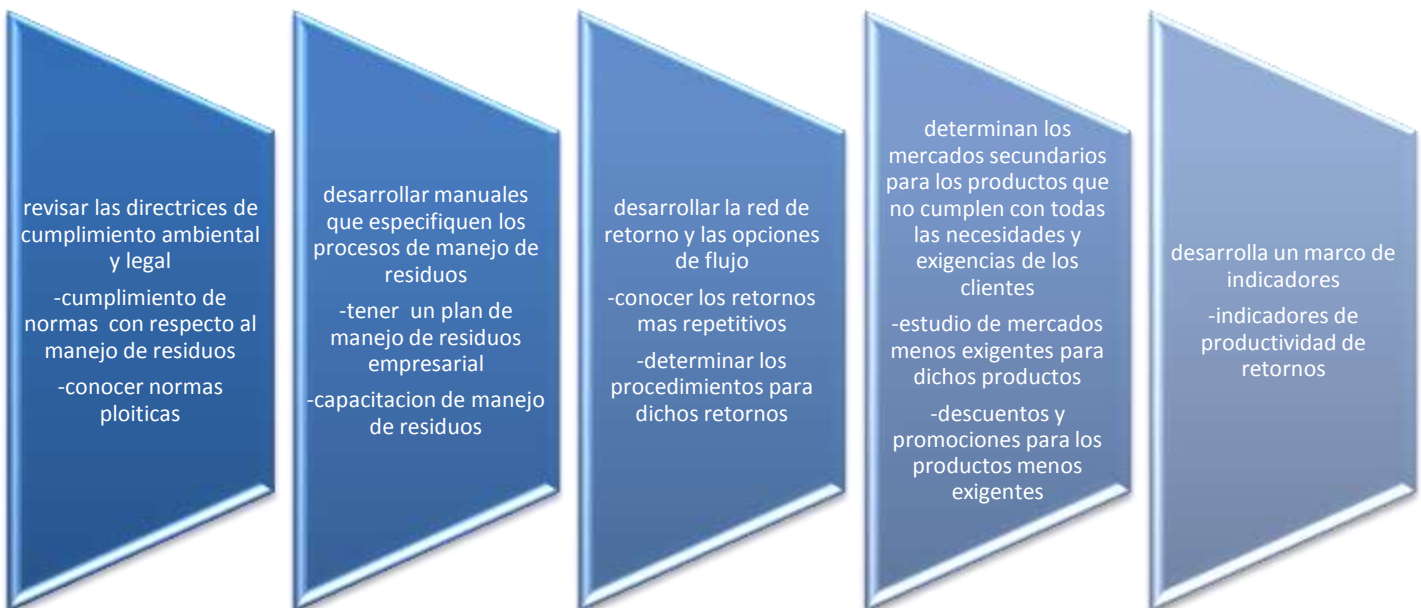 revisar las directrices de
cumplimiento ambiental
y legal
-cumplimiento de
normas con respecto al
manejo de residuos
-conocer normas
ploiticas
desarrollar manuales
que especifiquen los
procesos de manejo de
residuos
-tener un plan de
manejo de residuos
empresarial
-capacitacion de manejo
de residuos
desarrollar la red de
retorno y las opciones
de flujo
-conocer los retornos
mas repetitivos
-determinar los
procedimientos para
dichos retornos
determinan los
mercados secundarios
para los productos que
no cumplen con todas
las necesidades y
exigencias de los
clientes
-estudio de mercados
menos exigentes para
dichos productos
-descuentos y
promociones para los
productos menos
exigentes
desarrolla un marco de
indicadores
-indicadores de
productividad de
retornos